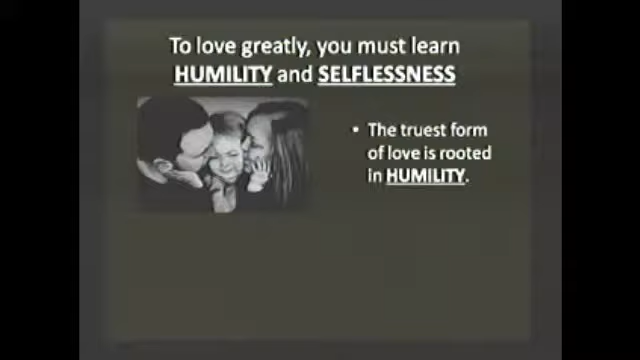 To love greatly, you must learn
HUMILITY and SELFLESSNESS
• The truest form
of love is rooted
in HUMILITY.